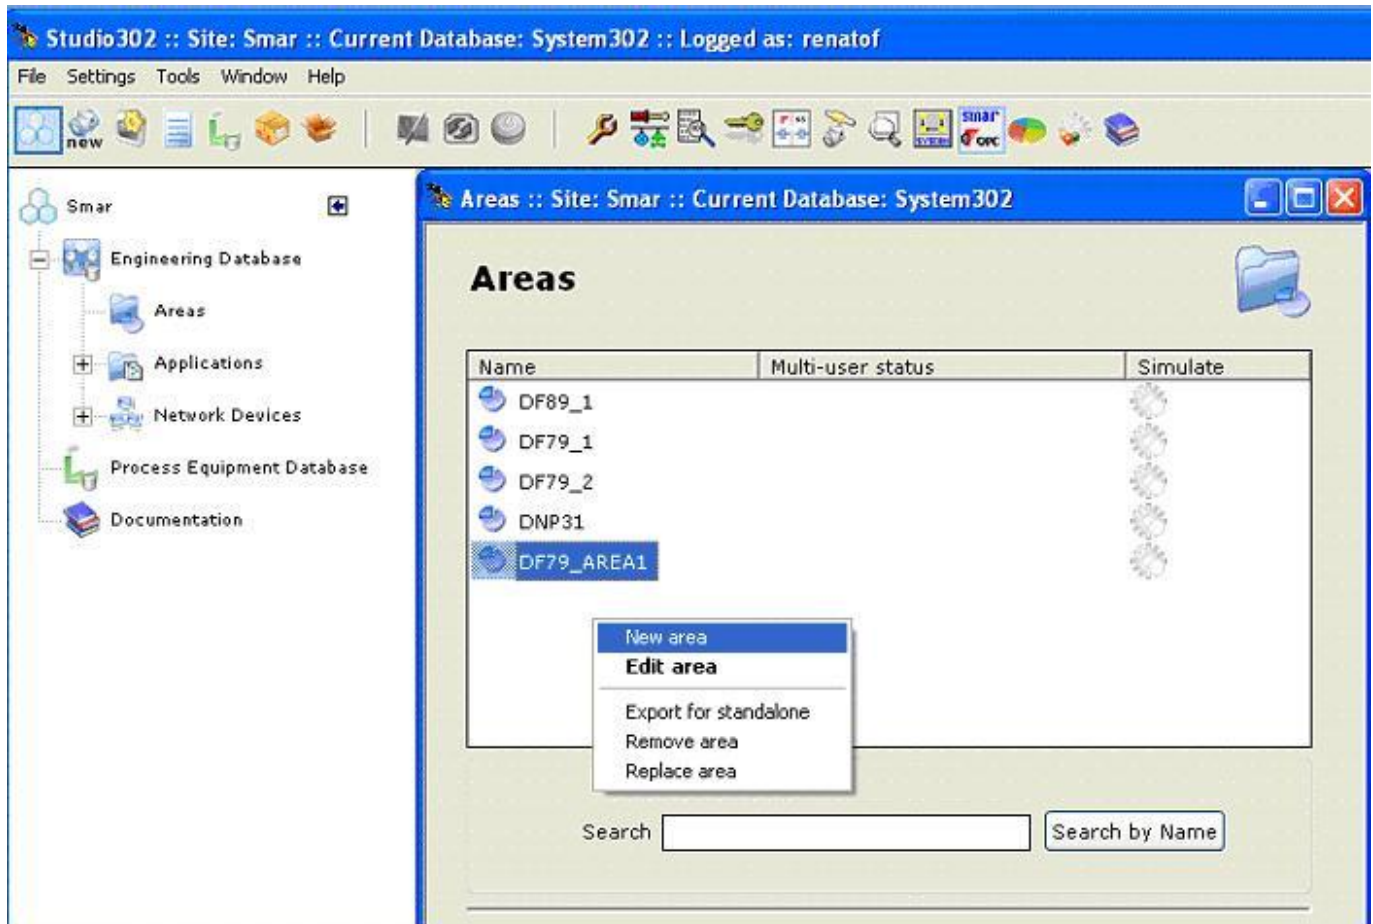 Studio302 :: Site: Smar :: Current Database: System302 :: Logged as: renatof
File Settings Tools Window Help
new
smar
OPC
Smar
Engineering Database
Areas
Applications
Network Devices
Process Equipment Database
Documentation
Areas :: Site: Smar :: Current Database: System302
Areas
Name Multi-user status Simulate
DF89_1
DF79_1
DF79_2
DNP31
DF79_AREA1
New area
Edit area
Export for standalone
Remove area
Replace area
Search Search by Name